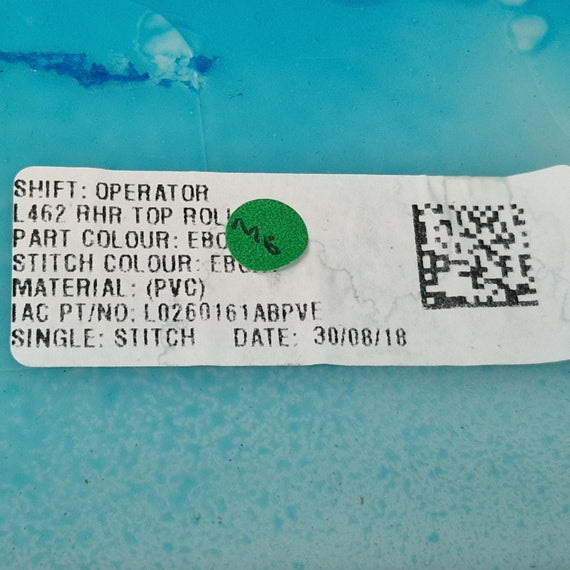 SHIFT: OPERATOR
L462 RHR TOP ROLL
PART COLOUR: EBO
STITCH COLOUR: EBO
MATERIAL: (PVC)
IAC PT/NO: L0260161ABPVE
SINGLE: STITCH DATE: 30/08/18
M6